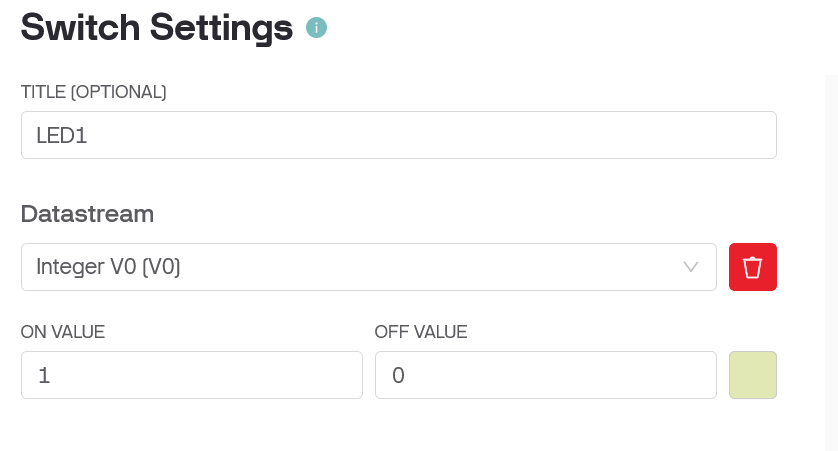 Switch Settings i
TITLE (OPTIONAL)
LED1
Datastream
Integer V0 (V0)
ON VALUE OFF VALUE
1 0